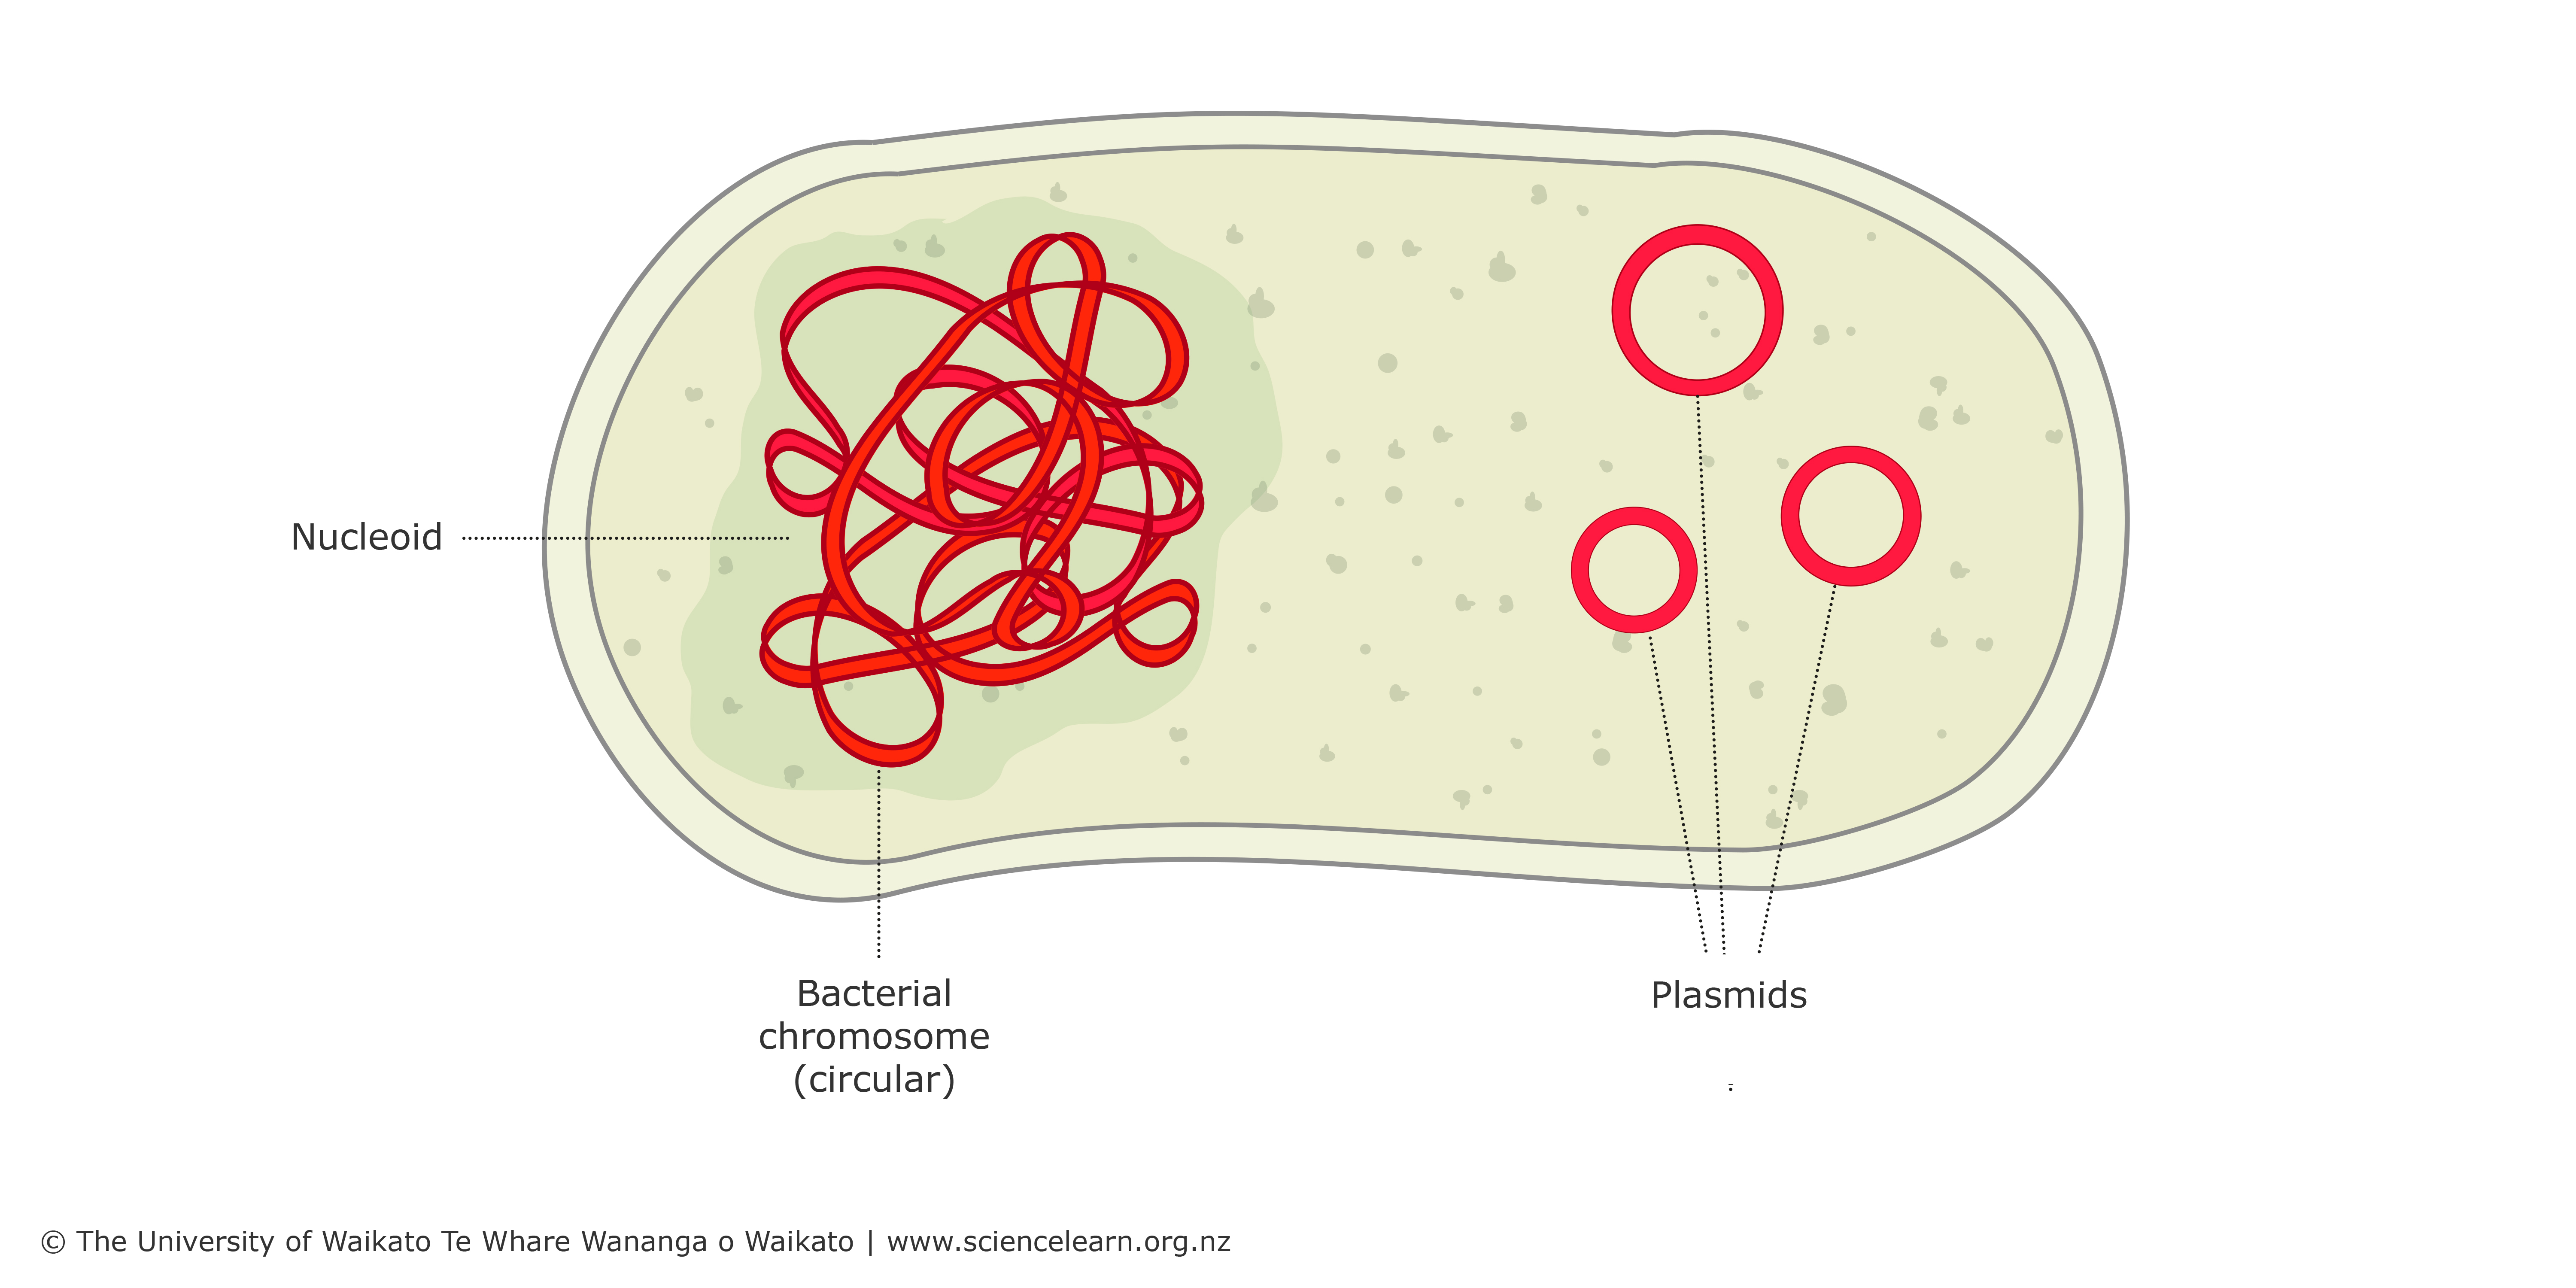 Nucleoid
Bacterial
chromosome
(circular)
Plasmids
© The University of Waikato Te Whare Wananga o Waikato | www.sciencelearn.org.nz